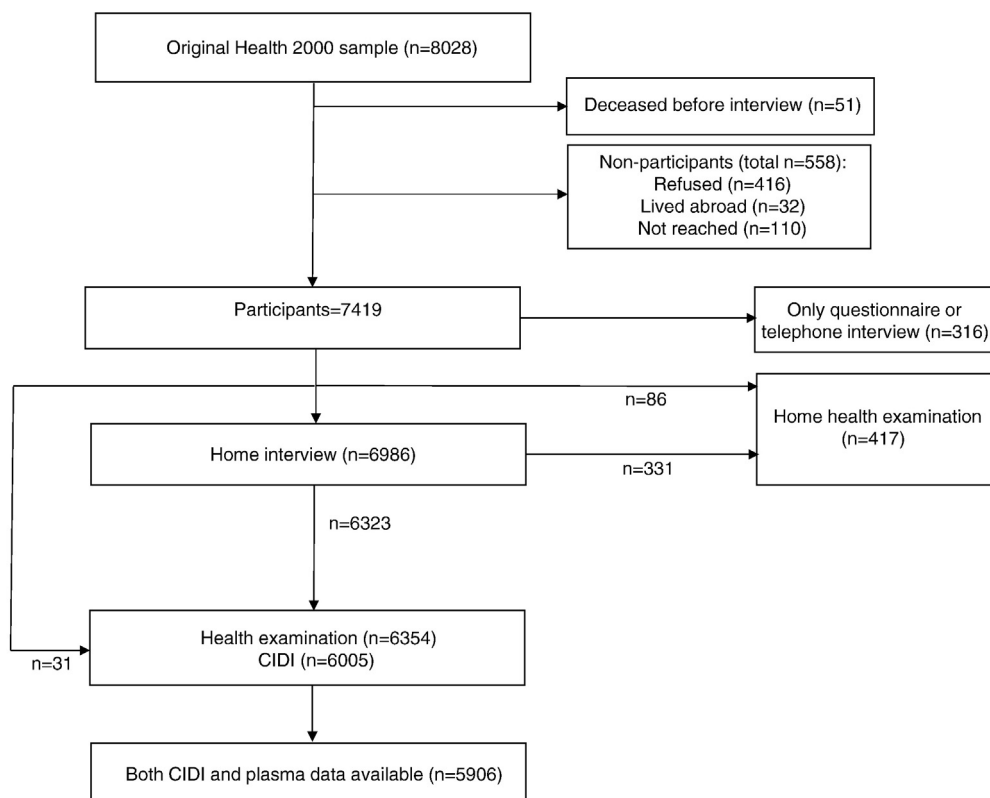 Original Health 2000 sample (n=8028)
Deceased before interview (n=51)
Non-participants (total n=558):
Refused (n=416)
Lived abroad (n=32)
Not reached (n=110)
Participants=7419
Only questionnaire or
telephone interview (n=316)
n=86
Home health examination
(n=417)
Home interview (n=6986)
n=331
n=6323
Health examination (n=6354)
CIDI (n=6005)
n=31
Both CIDI and plasma data available (n=5906)